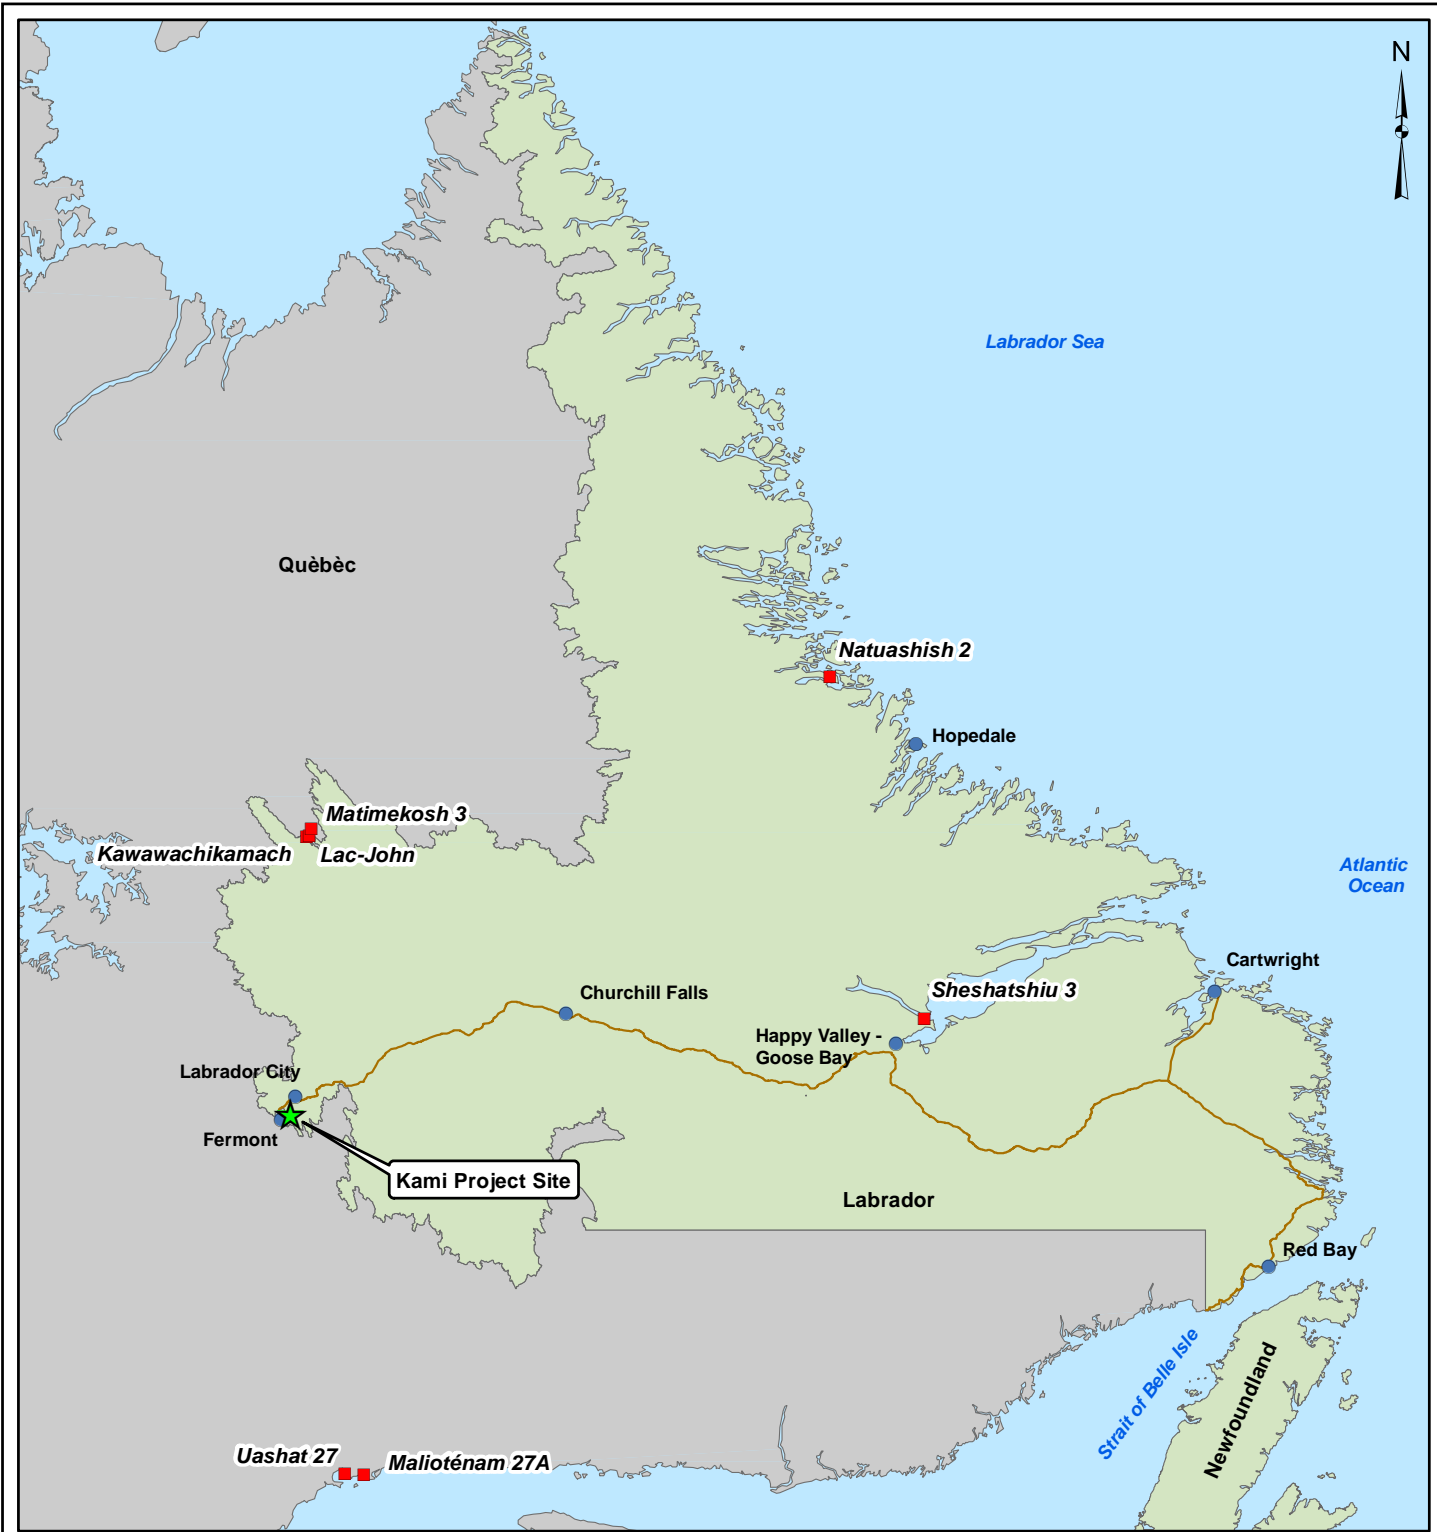 N
Labrador Sea
Quèbèc
Natuashish 2
Hopedale
Matimekosh 3
Kawawachikamach
Lac-John
Atlantic
Ocean
Cartwright
Churchill Falls
Sheshatshiu 3
Happy Valley -
Goose Bay
Labrador City
Fermont
Kami Project Site
Labrador
Red Bay
Strait of Belle Isle
Newfoundland
Uashat 27
Malioténam 27A